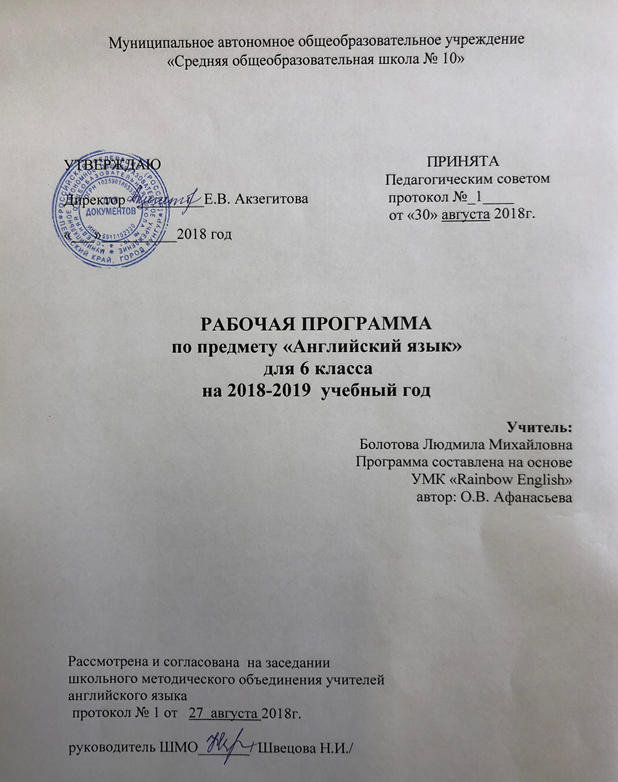 Муниципальное автономное общеобразовательное учреждение
«Средняя общеобразовательная школа № 10»
УТВЕРЖДАЮ
Директор Е.В. Акзегитова
2018 год
ДОКУМЕНТОВ
ПРИНЯТА
Педагогическим советом
протокол №_1____
от «30» августа 2018г.
РАБОЧАЯ ПРОГРАММА
по предмету «Английский язык»
для 6 класса
на 2018-2019 учебный год
Учитель:
Болотова Людмила Михайловна
Программа составлена на основе
УМК «Rainbow English»
автор: О.В. Афанасьева
Рассмотрена и согласована на заседании
школьного методического объединения учителей
английского языка
протокол № 1 от 27 августа 2018г.
руководитель ШМО Швецова Н.И./